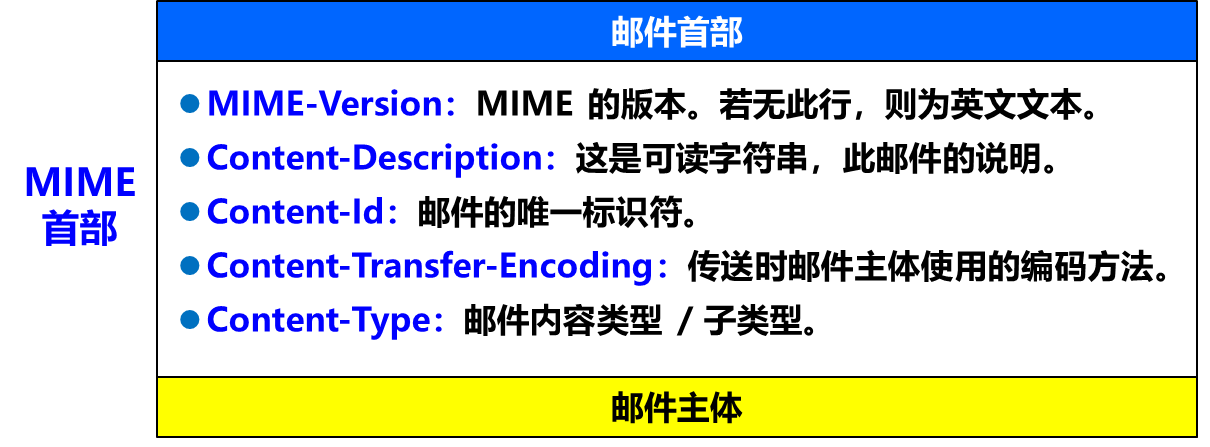 邮件首部
MIME
首部
MIME-Version：MIME 的版本。若无此行，则为英文文本。
Content-Description：这是可读字符串，此邮件的说明。
Content-Id：邮件的唯一标识符。
Content-Transfer-Encoding：传送时邮件主体使用的编码方法。
Content-Type：邮件内容类型 / 子类型。
邮件主体